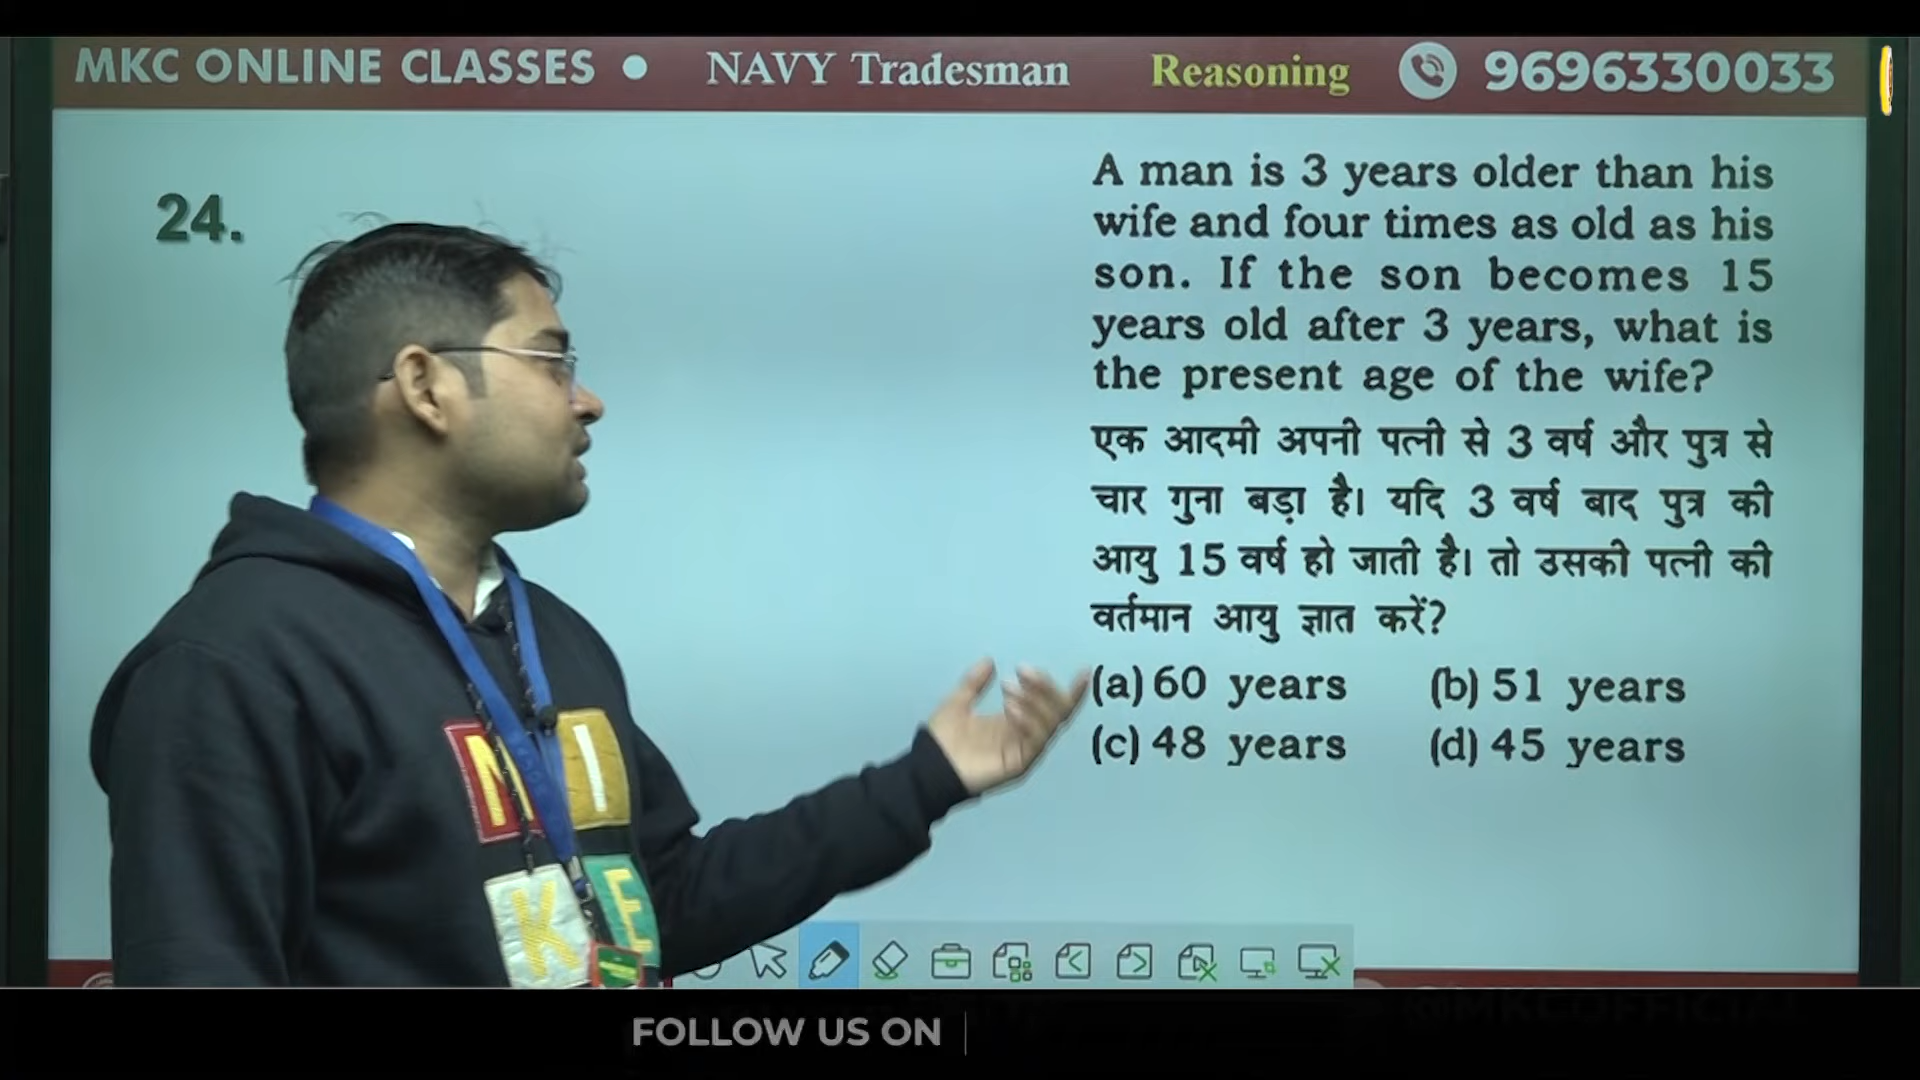 MKC ONLINE CLASSES • NAVY Tradesman Reasoning 9696330033
24.
A man is 3 years older than his
wife and four times as old as his
son. If the son becomes 15
years old after 3 years, what is
the present age of the wife?
एक आदमी अपनी पत्नी से 3 वर्ष और पुत्र से
चार गुना बड़ा है। यदि 3 वर्ष बाद पुत्र की
आयु 15 वर्ष हो जाती है। तो उसकी पत्नी की
वर्तमान आयु ज्ञात करें?
(a) 60 years (b) 51 years
(c) 48 years (d) 45 years
M I
K E
FOLLOW US ON